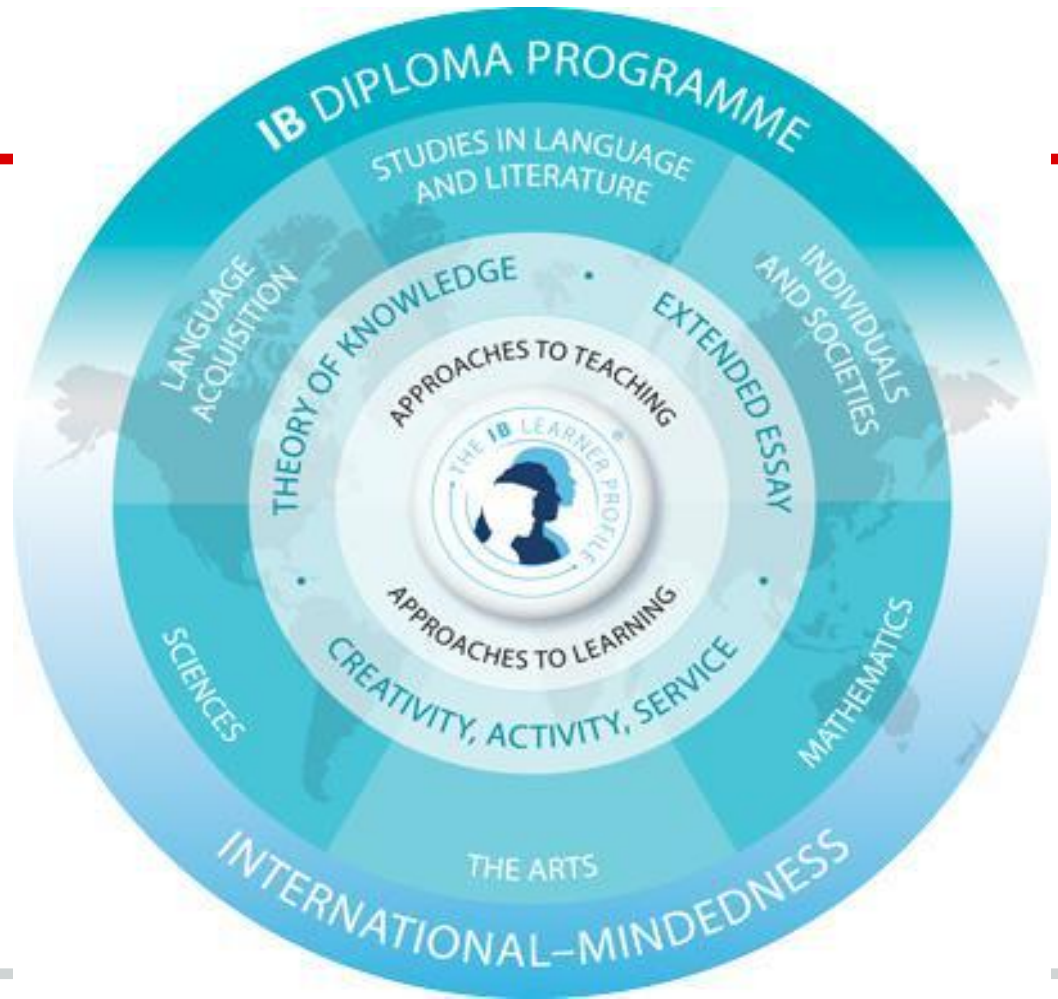 IB DIPLOMA PROGRAMME
STUDIES IN LANGUAGE
AND LITERATURE
LANGUAGE
ACQUISITION
INDIVIDUALS
AND SOCIETIES
THEORY OF KNOWLEDGE •
EXTENDED ESSAY •
APPROACHES TO TEACHING
• THE IB LEARNER PROFILE •
®
APPROACHES TO LEARNING
• CREATIVITY, ACTIVITY, SERVICE
SCIENCES
MATHEMATICS
THE ARTS
INTERNATIONAL–MINDEDNESS